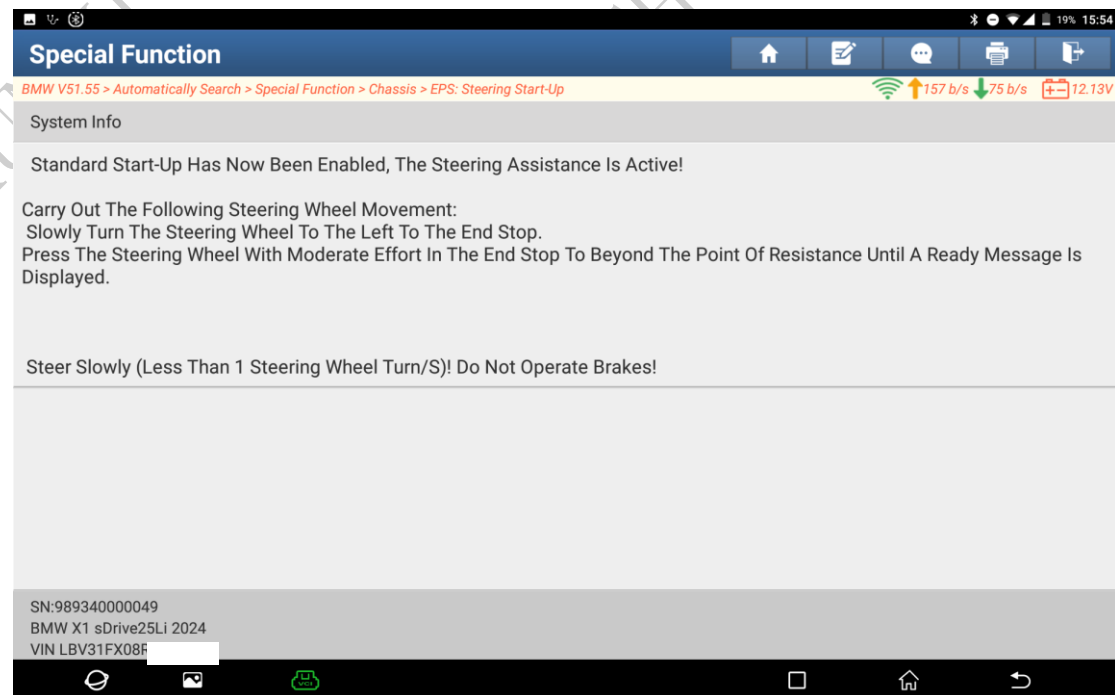 19% 15:54
Special Function
BMW V51.55 > Automatically Search > Special Function > Chassis > EPS: Steering Start-Up
157 b/s 75 b/s 12.13V
System Info
Standard Start-Up Has Now Been Enabled, The Steering Assistance Is Active!
Carry Out The Following Steering Wheel Movement:
Slowly Turn The Steering Wheel To The Left To The End Stop.
Press The Steering Wheel With Moderate Effort In The End Stop To Beyond The Point Of Resistance Until A Ready Message Is
Displayed.
Steer Slowly (Less Than 1 Steering Wheel Turn/S)! Do Not Operate Brakes!
SN:989340000049
BMW X1 sDrive25Li 2024
VIN LBV31FX08R
VCI